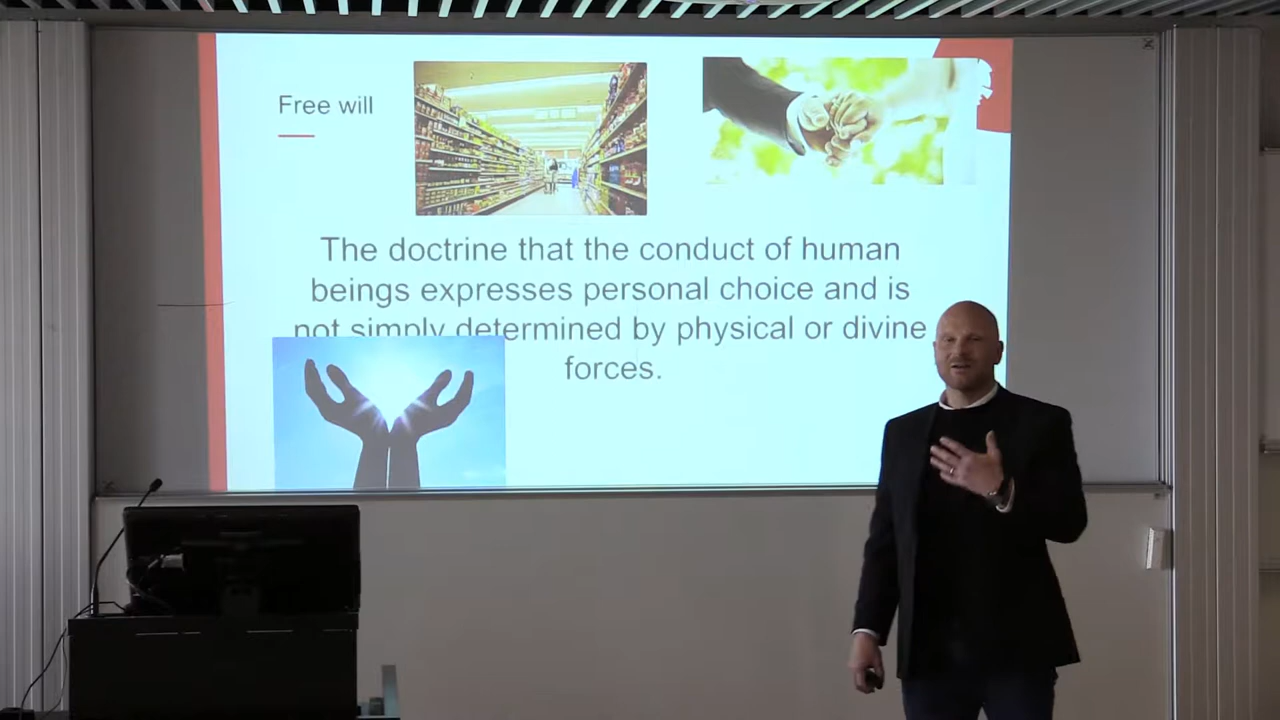 Free will
The doctrine that the conduct of human
beings expresses personal choice and is
not simply determined by physical or divine
forces.